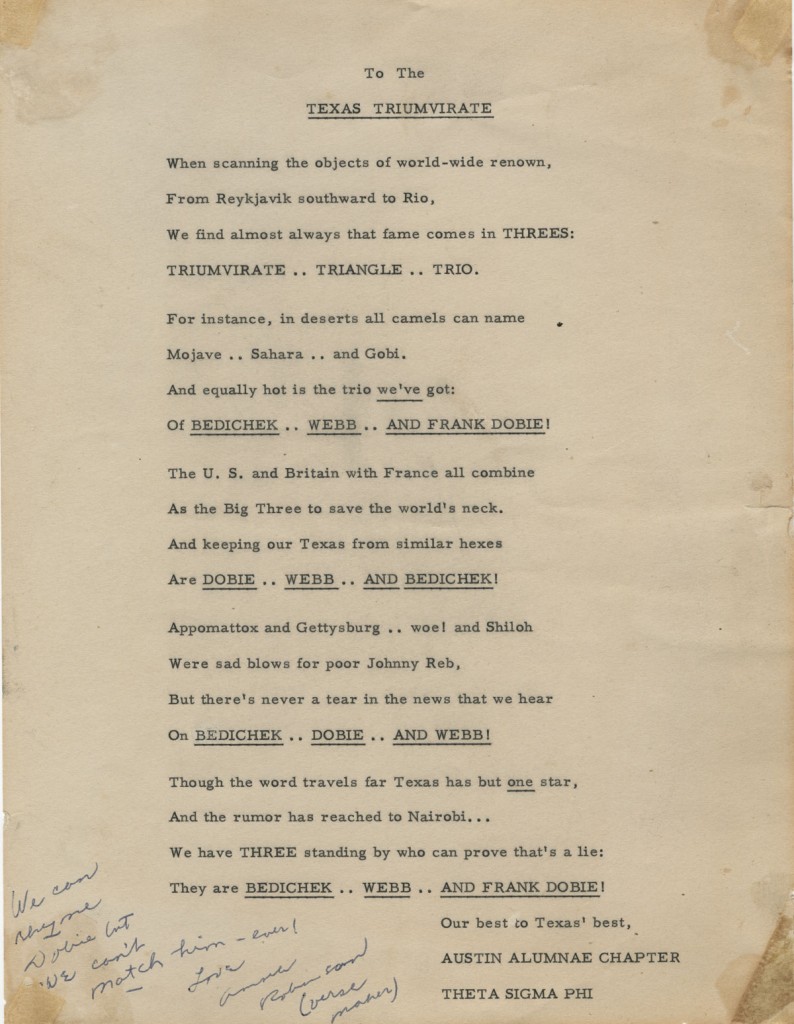 To The
TEXAS TRIUMVIRATE
When scanning the objects of world-wide renown,
From Reykjavik southward to Rio,
We find almost always that fame comes in THREES:
TRIUMVIRATE .. TRIANGLE .. TRIO.
For instance, in deserts all camels can name
Mojave .. Sahara .. and Gobi.
And equally hot is the trio we've got:
Of BEDICHEK .. WEBB .. AND FRANK DOBIE!
The U. S. and Britain with France all combine
As the Big Three to save the world's neck.
And keeping our Texas from similar hexes
Are DOBIE .. WEBB .. AND BEDICHEK!
Appomattox and Gettysburg .. woe! and Shiloh
Were sad blows for poor Johnny Reb,
But there's never a tear in the news that we hear
On BEDICHEK .. DOBIE .. AND WEBB!
Though the word travels far Texas has but one star,
And the rumor has reached to Nairobi...
We have THREE standing by who can prove that's a lie:
They are BEDICHEK .. WEBB .. AND FRANK DOBIE!
Our best to Texas' best,
AUSTIN ALUMNAE CHAPTER
THETA SIGMA PHI
We can
rhyme
Dobie but
we can't
match him - ever!
Love
(verse
maker)